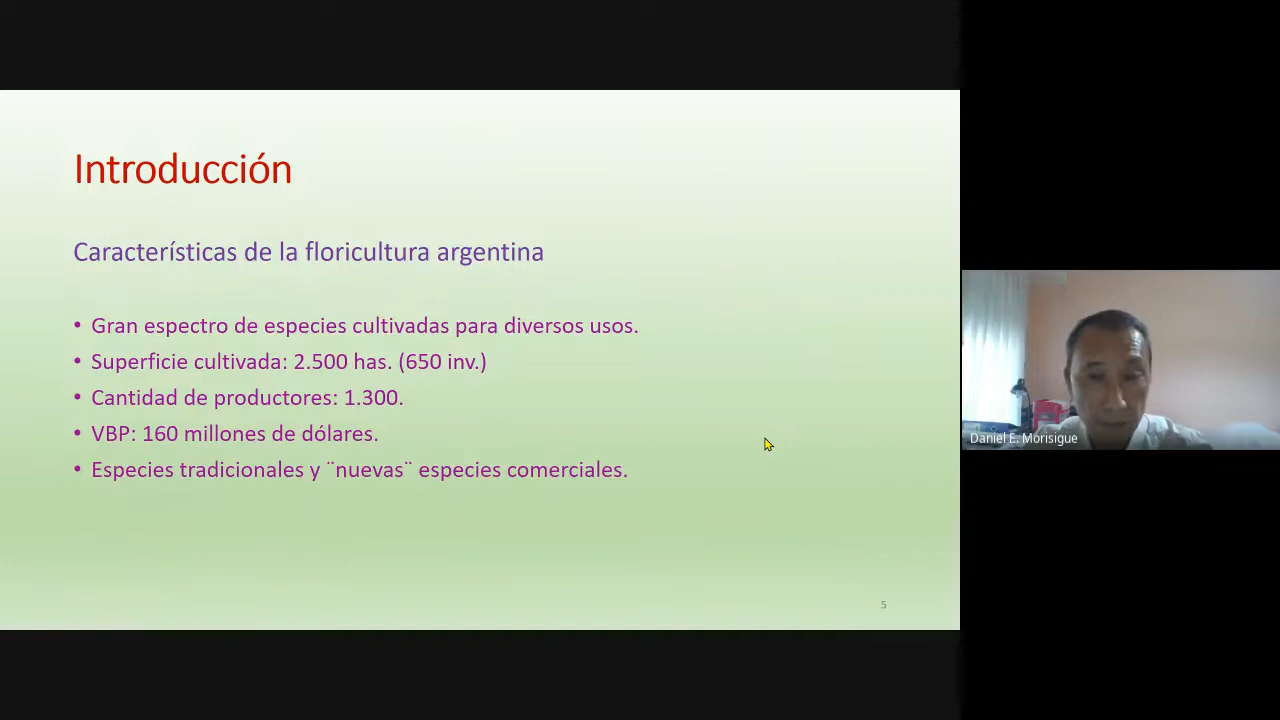 Introducción
Características de la floricultura argentina
• Gran espectro de especies cultivadas para diversos usos.
• Superficie cultivada: 2.500 has. (650 inv.)
• Cantidad de productores: 1.300.
• VBP: 160 millones de dólares.
• Especies tradicionales y ¨nuevas¨ especies comerciales.
5
Daniel E. Morisigue